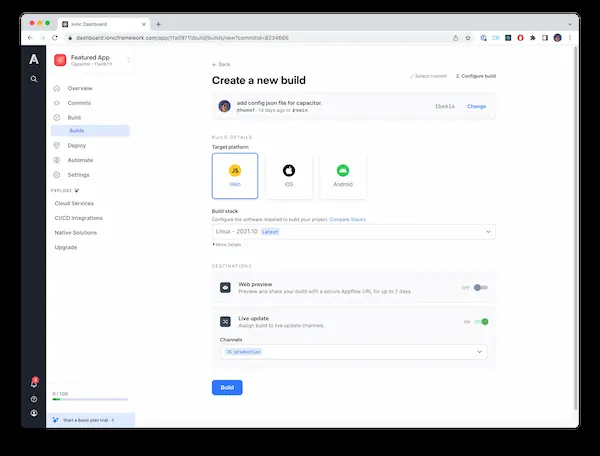 Ionic Dashboard
dashboard.ionicframework.com/app/11a0971f/build/builds/new?commitId=8234666
A
Featured App
Capacitor · 11a0971f
Overview
Commits
Build
Builds
Deploy
Automate
Settings
EXPLORE
Cloud Services
CI/CD Integrations
Native Solutions
Upgrade
0 / 100
Start a Basic plan trial →
← Back
Create a new build
✓ Select commit
2. Configure build
add config json file for capacitor.
14 days ago to main
1be614
Change
BUILD DETAILS
Target platform
JS
Web
iOS
Android
Build stack
Configure the software required to build your project. Compare Stacks
Linux - 2021.10 Latest
More Details
DESTINATIONS
Web preview
Preview and share your build with a secure Appflow URL for up to 7 days.
OFF
Live update
Assign build to live update channels.
ON
Channels
production
Build